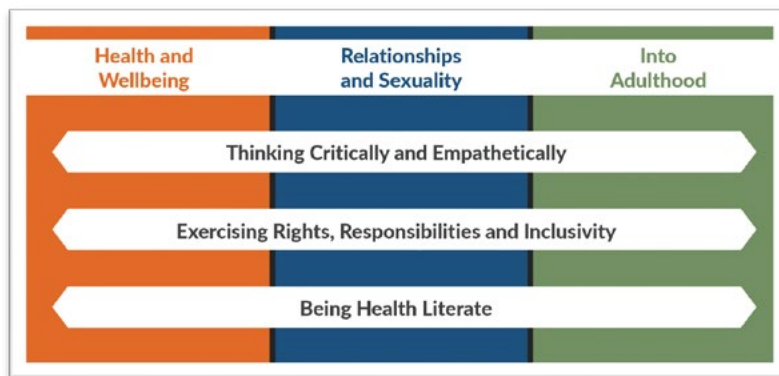 Health and
Wellbeing
Relationships
and Sexuality
Into
Adulthood
Thinking Critically and Empathetically
Exercising Rights, Responsibilities and Inclusivity
Being Health Literate